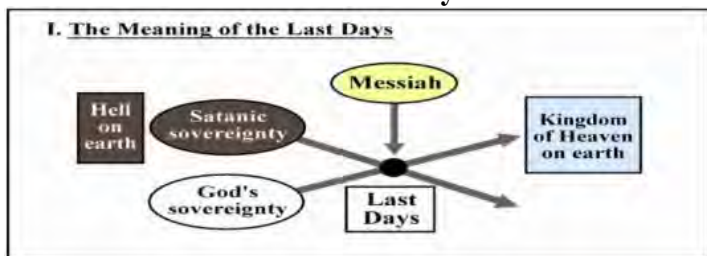 I. The Meaning of the Last Days
Messiah
Hell
on
earth
Satanic
sovereignty
Kingdom
of Heaven
on earth
God's
sovereignty
Last
Days